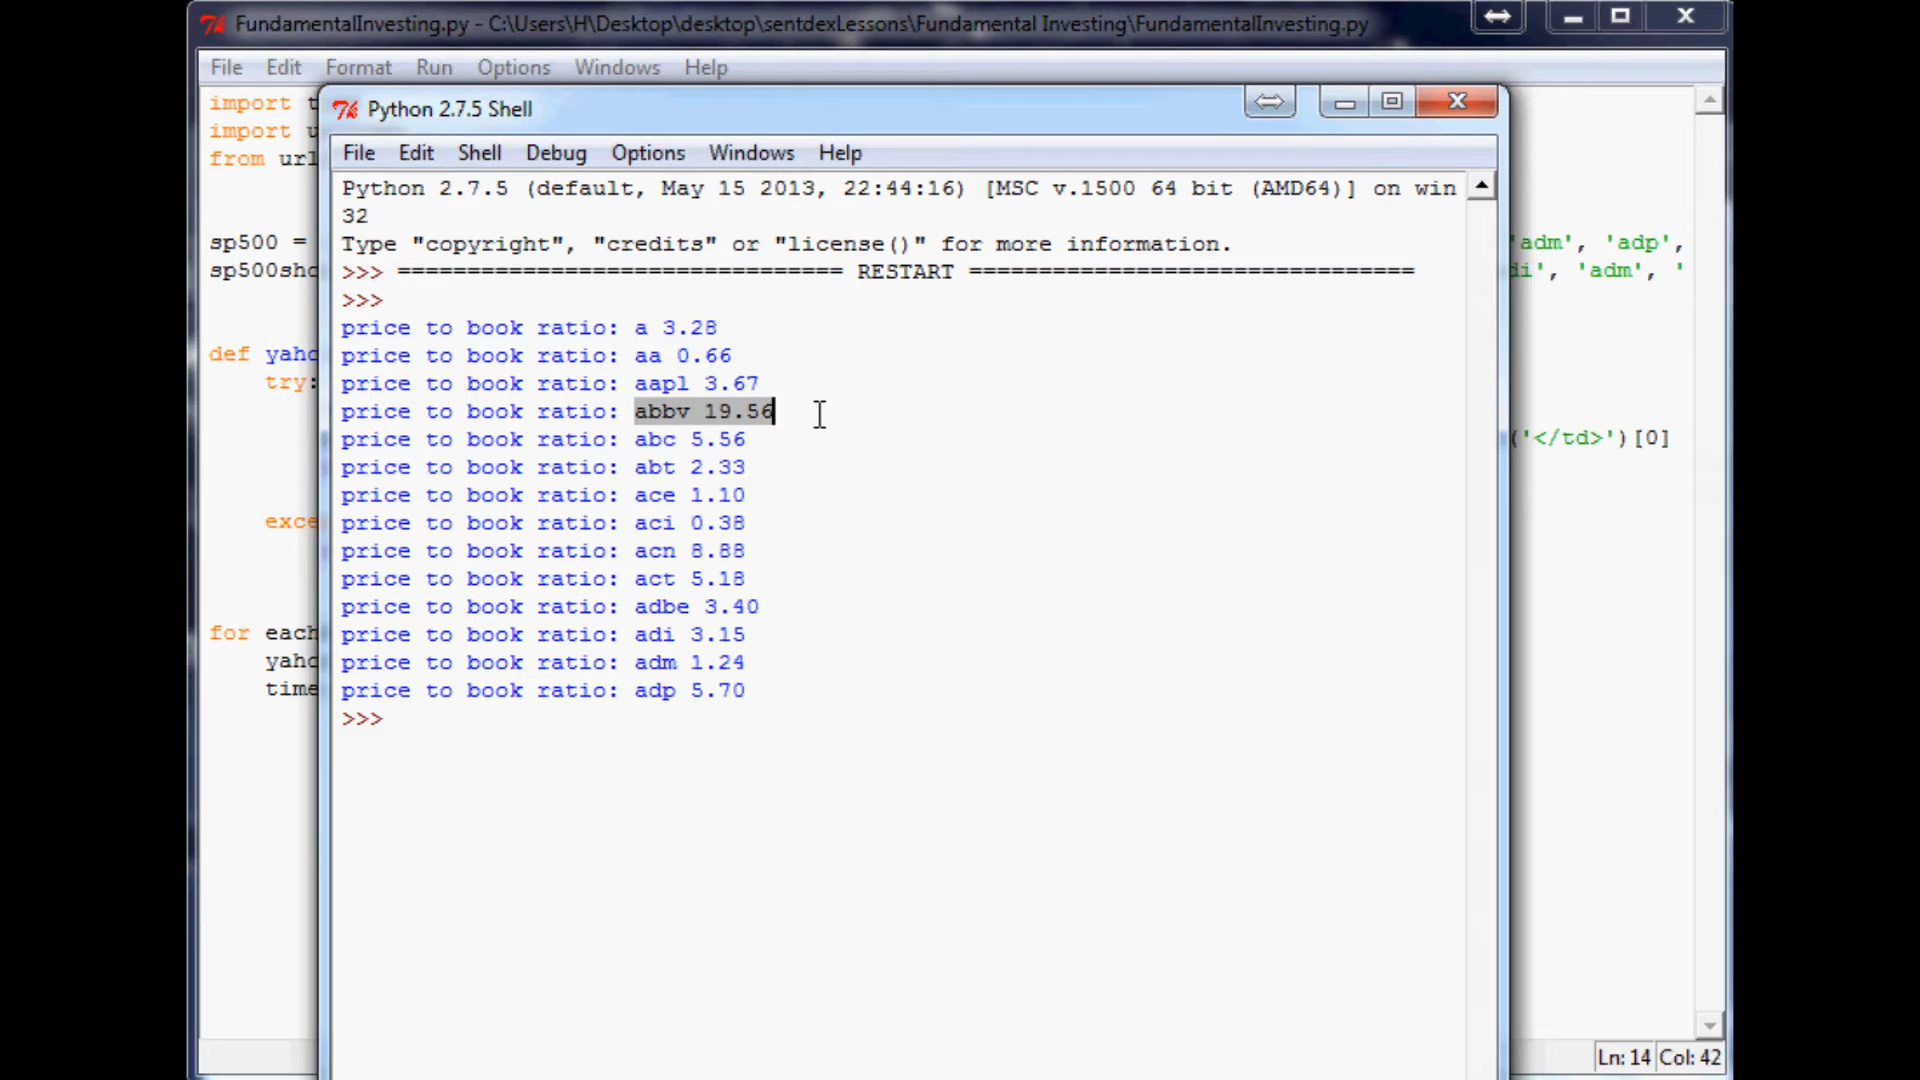 FundamentalInvesting.py - C:\Users\H\Desktop\desktop\sentdexLessons\Fundamental Investing\FundamentalInvesting.py
File Edit Format Run Options Windows Help
import t
import u
from url
sp500 =
'adm', 'adp',
sp500sho
di', 'adm', '
def yaho
try:
('</td>')[0]
exce
for each
yaho
time
Python 2.7.5 Shell
File Edit Shell Debug Options Windows Help
Python 2.7.5 (default, May 15 2013, 22:44:16) [MSC v.1500 64 bit (AMD64)] on win
32
Type "copyright", "credits" or "license()" for more information.
>>> ================================ RESTART ================================
>>>
price to book ratio: a 3.28
price to book ratio: aa 0.66
price to book ratio: aapl 3.67
price to book ratio: abbv 19.56
price to book ratio: abc 5.56
price to book ratio: abt 2.33
price to book ratio: ace 1.10
price to book ratio: aci 0.38
price to book ratio: acn 8.88
price to book ratio: act 5.18
price to book ratio: adbe 3.40
price to book ratio: adi 3.15
price to book ratio: adm 1.24
price to book ratio: adp 5.70
>>>
Ln: 14 Col: 42